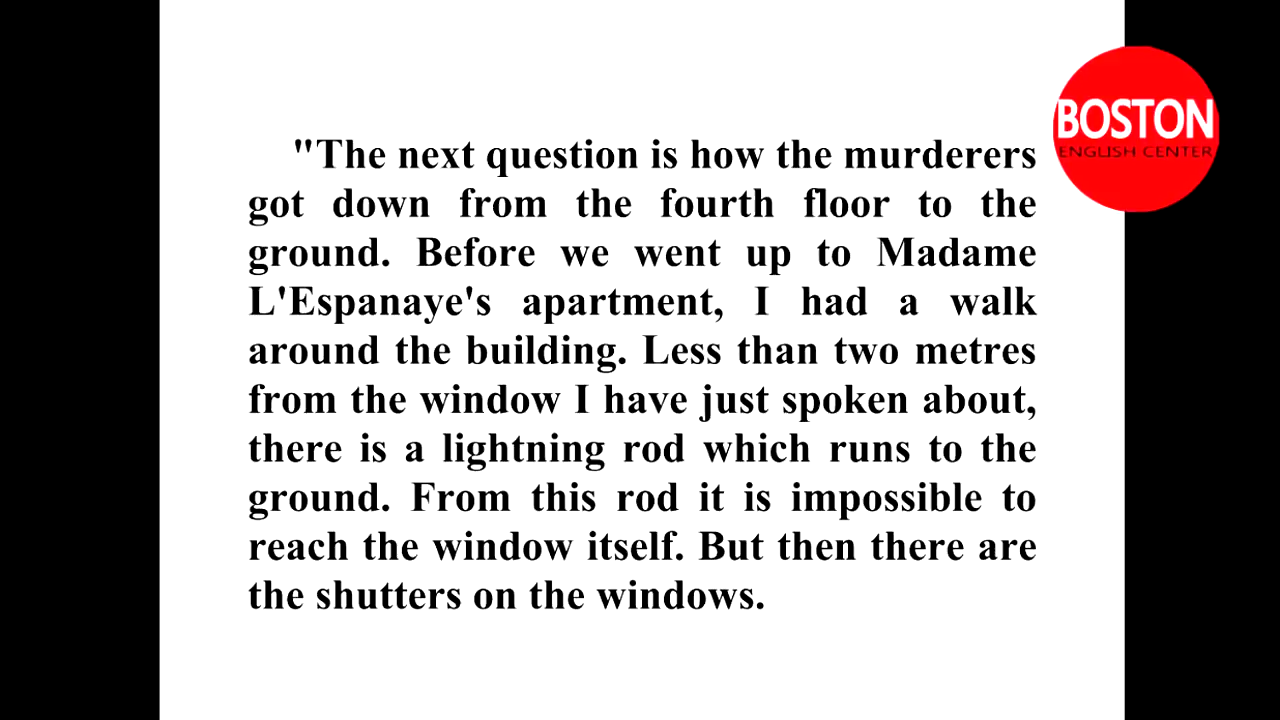 "The next question is how the murderers
got down from the fourth floor to the
ground. Before we went up to Madame
L'Espanaye's apartment, I had a walk
around the building. Less than two metres
from the window I have just spoken about,
there is a lightning rod which runs to the
ground. From this rod it is impossible to
reach the window itself. But then there are
the shutters on the windows.
BOSTON
ENGLISH CENTER